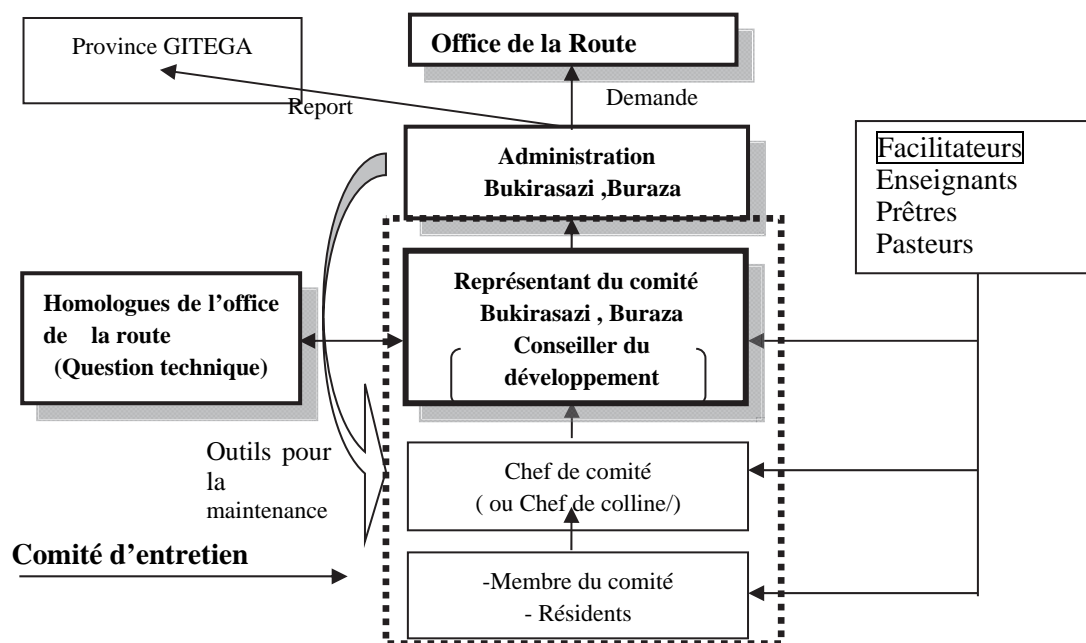 Province GITEGA
Office de la Route
Report
Demande
Administration
Bukirasazi ,Buraza
Facilitateurs
Enseignants
Prêtres
Pasteurs
Homologues de l'office
de la route
(Question technique)
Représentant du comité
Bukirasazi , Buraza
Conseiller du
développement
Outils pour
la
maintenance
Chef de comité
( ou Chef de colline/)
Comité d'entretien
-Membre du comité
- Résidents